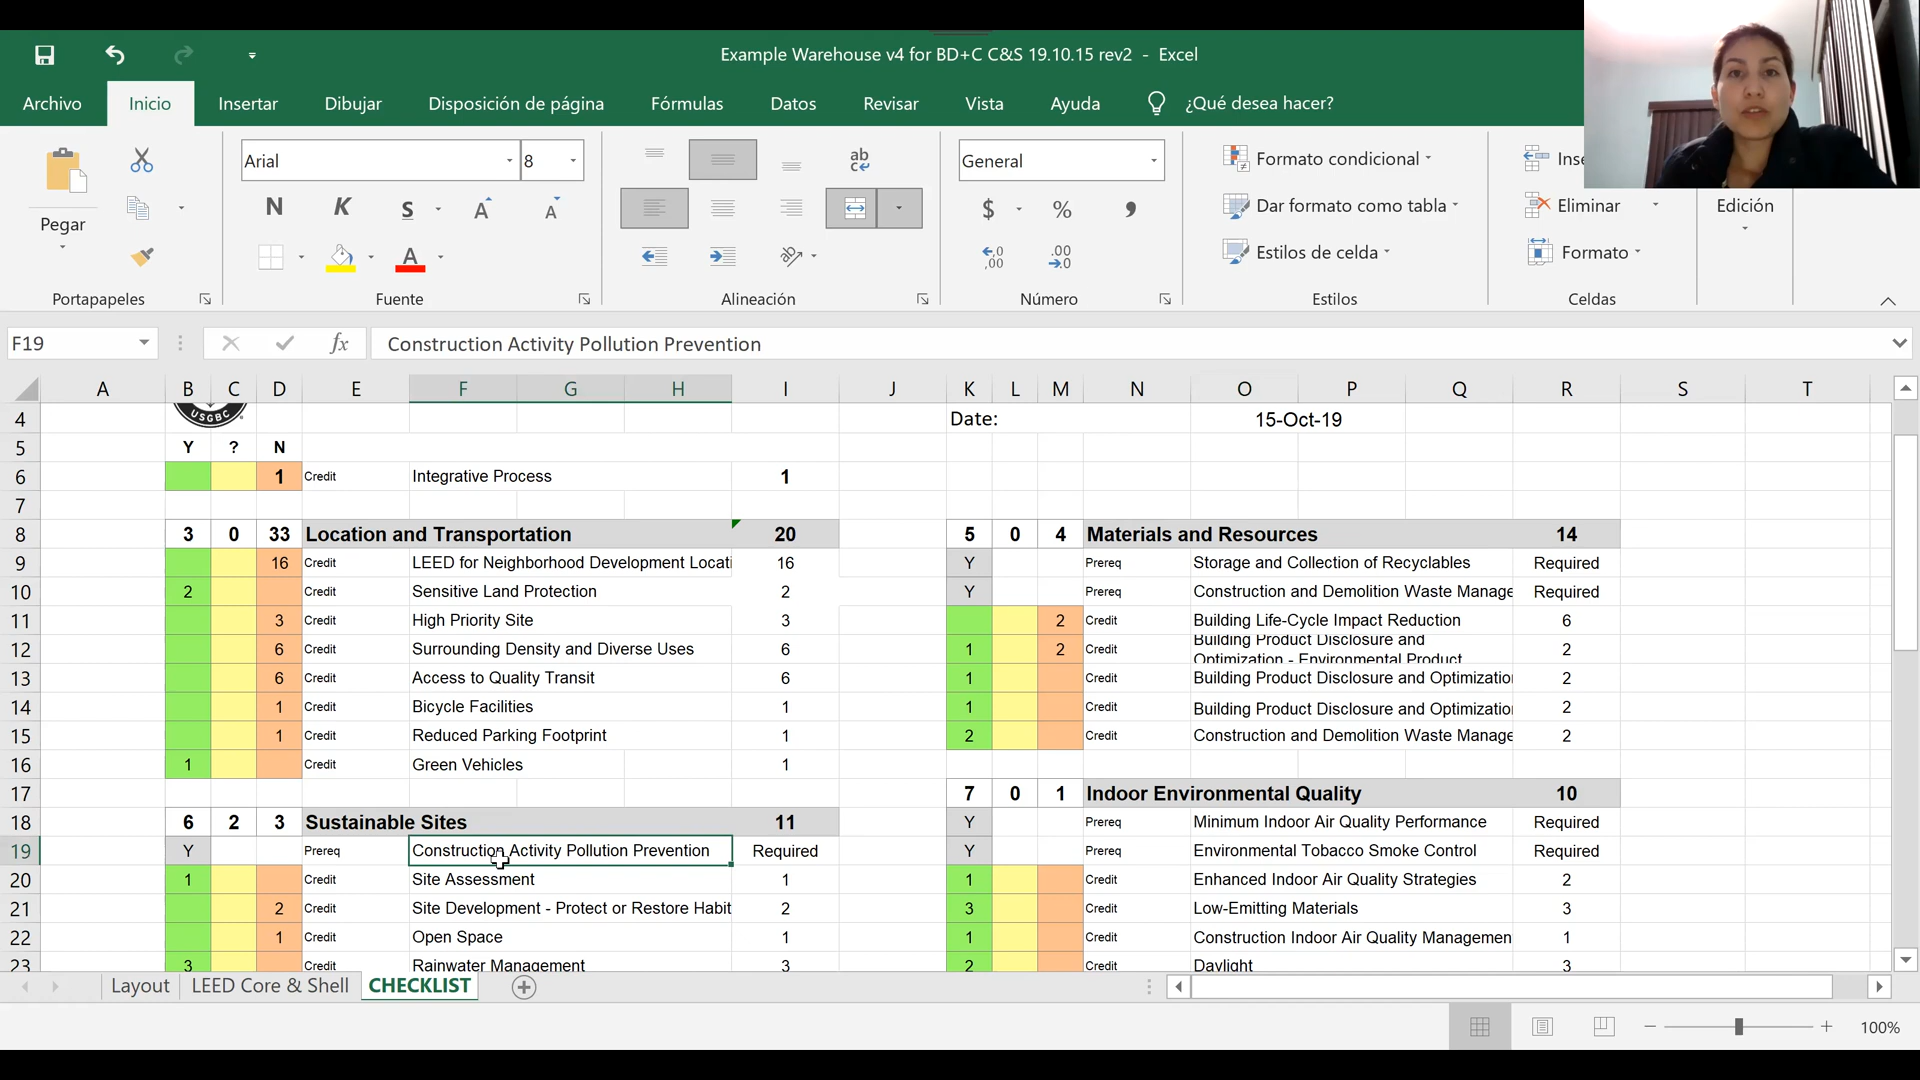 Example Warehouse v4 for BD+C C&S 19.10.15 rev2 - Excel
Archivo Inicio Insertar Dibujar Disposición de página Fórmulas Datos Revisar Vista Ayuda ¿Qué desea hacer?
Pegar
Arial 8
N K S A A
A
ab
General
$ % ,
Formato condicional
Dar formato como tabla
Estilos de celda
Inse
Eliminar
Formato
Edición
Portapapeles Fuente Alineación Número Estilos Celdas
F19 fx Construction Activity Pollution Prevention
A B C D E F G H I J K L M N O P Q R S T
4 USGBC Date: 15-Oct-19
5 Y ? N
6 1 Credit Integrative Process 1
7
8 3 0 33 Location and Transportation 20 5 0 4 Materials and Resources 14
9 16 Credit LEED for Neighborhood Development Locati 16 Y Prereq Storage and Collection of Recyclables Required
10 2 Credit Sensitive Land Protection 2 Y Prereq Construction and Demolition Waste Manage Required
11 3 Credit High Priority Site 3 2 Credit Building Life-Cycle Impact Reduction 6
12 6 Credit Surrounding Density and Diverse Uses 6 1 2 Credit Building Product Disclosure and
Optimization - Environmental Product 2
13 6 Credit Access to Quality Transit 6 1 Credit Building Product Disclosure and Optimizatio 2
14 1 Credit Bicycle Facilities 1 1 Credit Building Product Disclosure and Optimizatio 2
15 1 Credit Reduced Parking Footprint 1 2 Credit Construction and Demolition Waste Manage 2
16 1 Credit Green Vehicles 1
17 7 0 1 Indoor Environmental Quality 10
18 6 2 3 Sustainable Sites 11 Y Prereq Minimum Indoor Air Quality Performance Required
19 Y Prereq Construction Activity Pollution Prevention Required Y Prereq Environmental Tobacco Smoke Control Required
20 1 Credit Site Assessment 1 1 Credit Enhanced Indoor Air Quality Strategies 2
21 2 Credit Site Development - Protect or Restore Habit 2 3 Credit Low-Emitting Materials 3
22 1 Credit Open Space 1 1 Credit Construction Indoor Air Quality Managemen 1
23 3 Credit Rainwater Management 3 2 Credit Daylight 3
Layout LEED Core & Shell CHECKLIST
100%